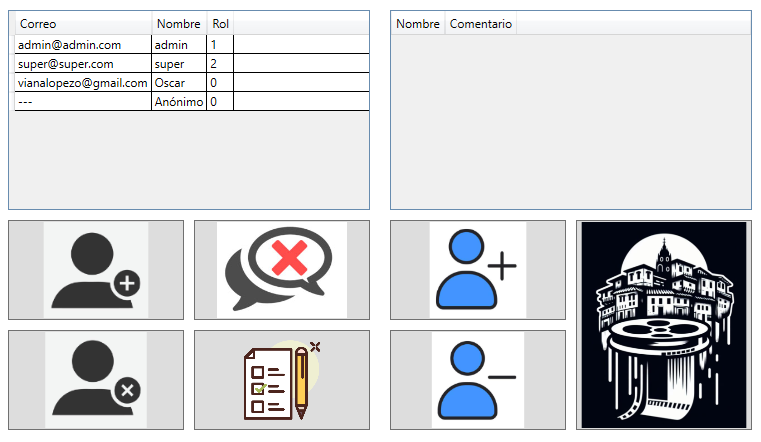 Correo Nombre Rol
admin@admin.com admin 1
super@super.com super 2
vianalopezo@gmail.com Oscar 0
--- Anónimo 0
Nombre Comentario